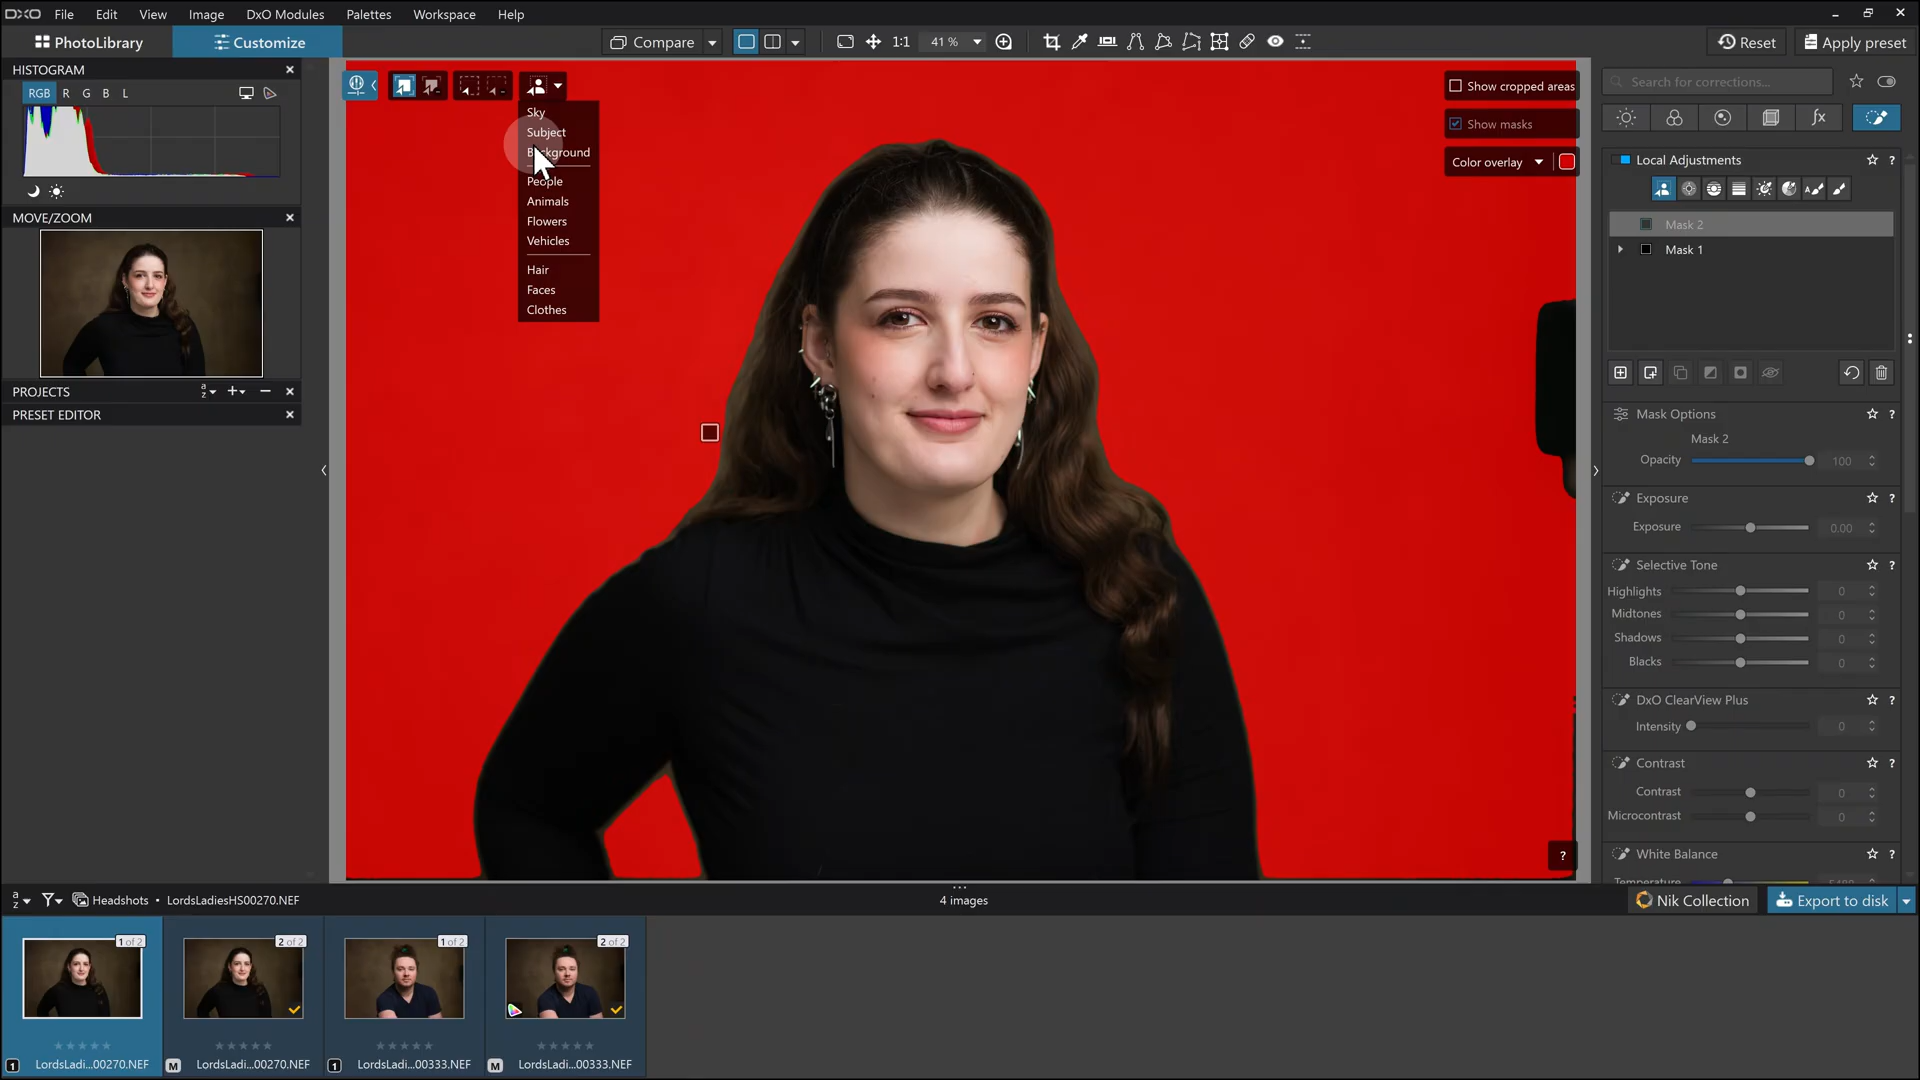 DXO File Edit View Image DxO Modules Palettes Workspace Help
PhotoLibrary Customize Compare 1:1 41 % Reset Apply preset
HISTOGRAM
RGB R G B L
MOVE/ZOOM
PROJECTS
PRESET EDITOR
Sky
Subject
Background
People
Animals
Flowers
Vehicles
Hair
Faces
Clothes
Show cropped areas
Show masks
Color overlay
?
Search for corrections...
fx
Local Adjustments ?
Mask 2
Mask 1
Mask Options ?
Mask 2
Opacity 100
Exposure ?
Exposure 0.00
Selective Tone ?
Highlights 0
Midtones 0
Shadows 0
Blacks 0
DxO ClearView Plus ?
Intensity 0
Contrast ?
Contrast 0
Microcontrast 0
White Balance ?
Temperature 5480
Headshots • LordsLadiesHS00270.NEF 4 images Nik Collection Export to disk
1 of 2 2 of 2 1 of 2 2 of 2
1 LordsLadi...00270.NEF M LordsLadi...00270.NEF 1 LordsLadi...00333.NEF M LordsLadi...00333.NEF